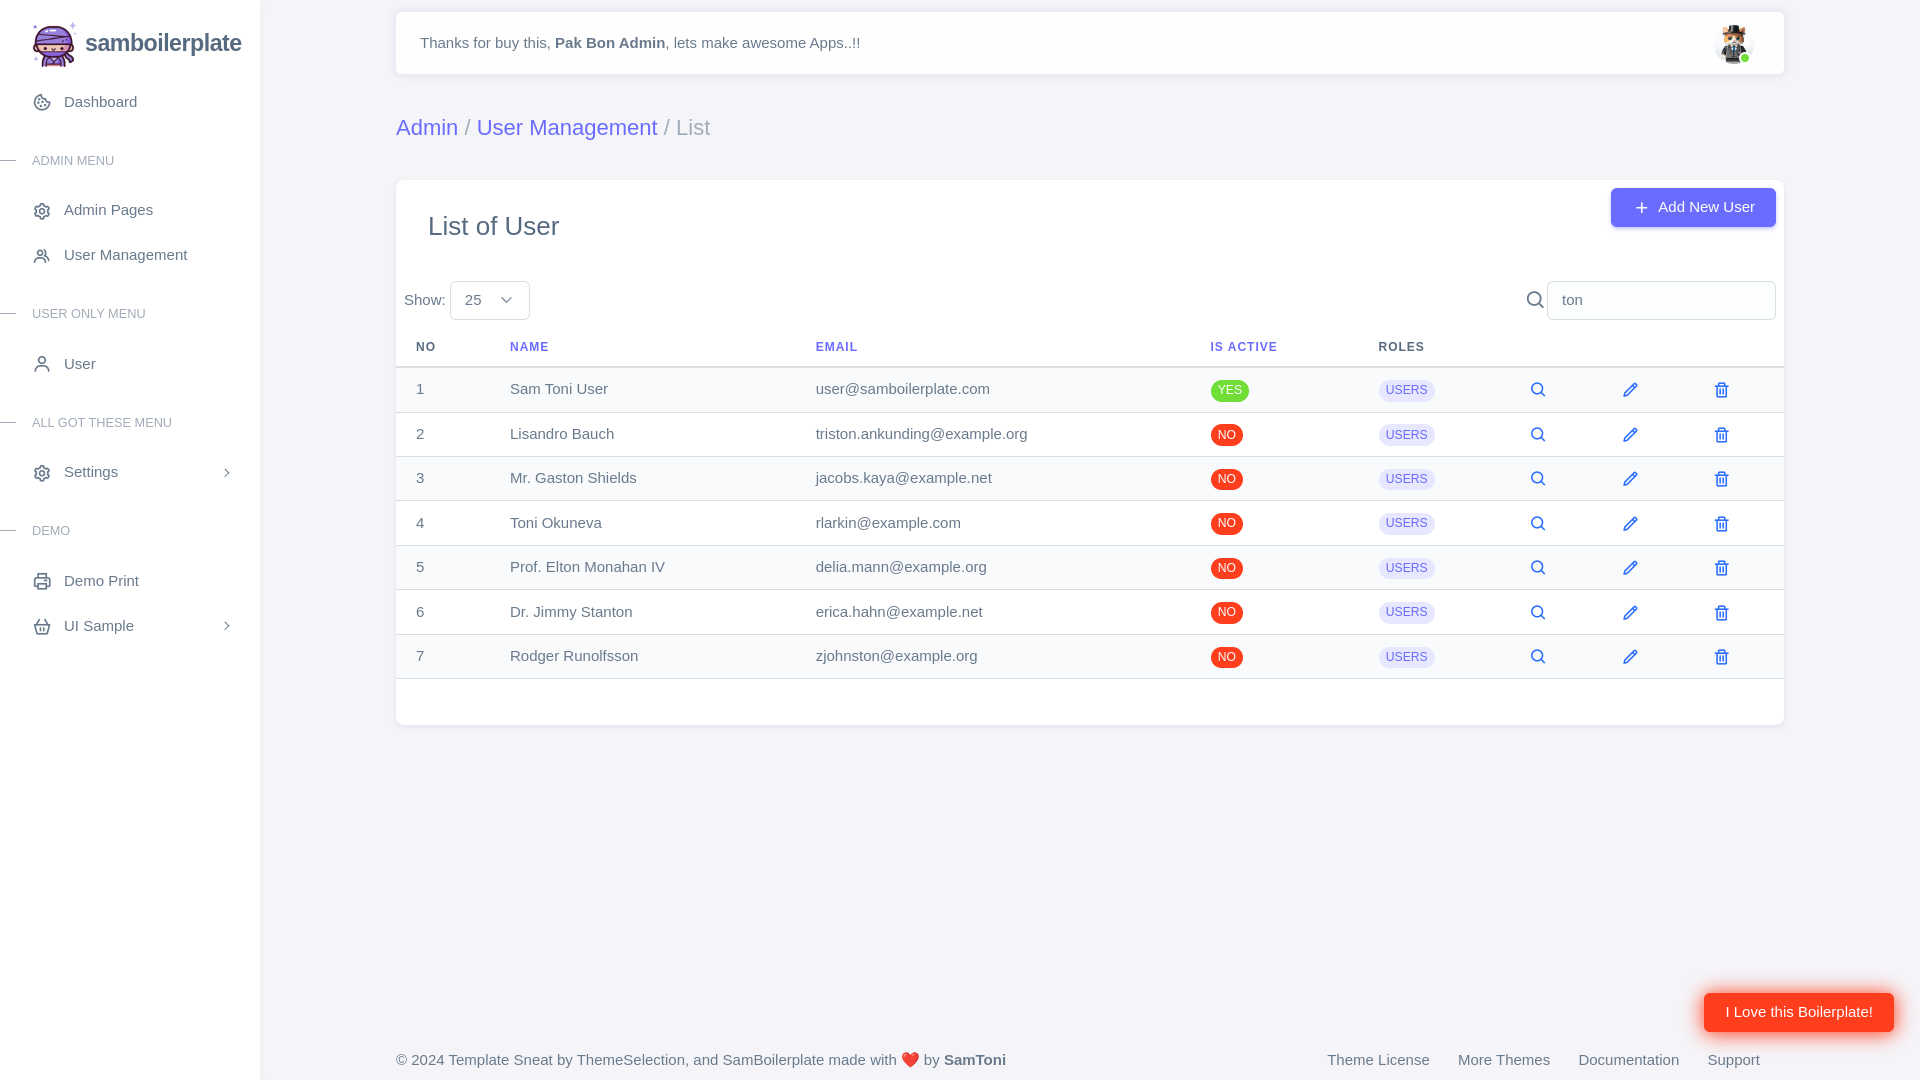 samboilerplate
Dashboard
ADMIN MENU
Admin Pages
User Management
USER ONLY MENU
User
ALL GOT THESE MENU
Settings
DEMO
Demo Print
UI Sample
Thanks for buy this, Pak Bon Admin, lets make awesome Apps..!!
Admin / User Management / List
List of User
Add New User
Show: 25
ton
NO NAME EMAIL IS ACTIVE ROLES
1 Sam Toni User user@samboilerplate.com YES USERS
2 Lisandro Bauch triston.ankunding@example.org NO USERS
3 Mr. Gaston Shields jacobs.kaya@example.net NO USERS
4 Toni Okuneva rlarkin@example.com NO USERS
5 Prof. Elton Monahan IV delia.mann@example.org NO USERS
6 Dr. Jimmy Stanton erica.hahn@example.net NO USERS
7 Rodger Runolfsson zjohnston@example.org NO USERS
I Love this Boilerplate!
© 2024 Template Sneat by ThemeSelection, and SamBoilerplate made with ❤️ by SamToni
Theme License More Themes Documentation Support